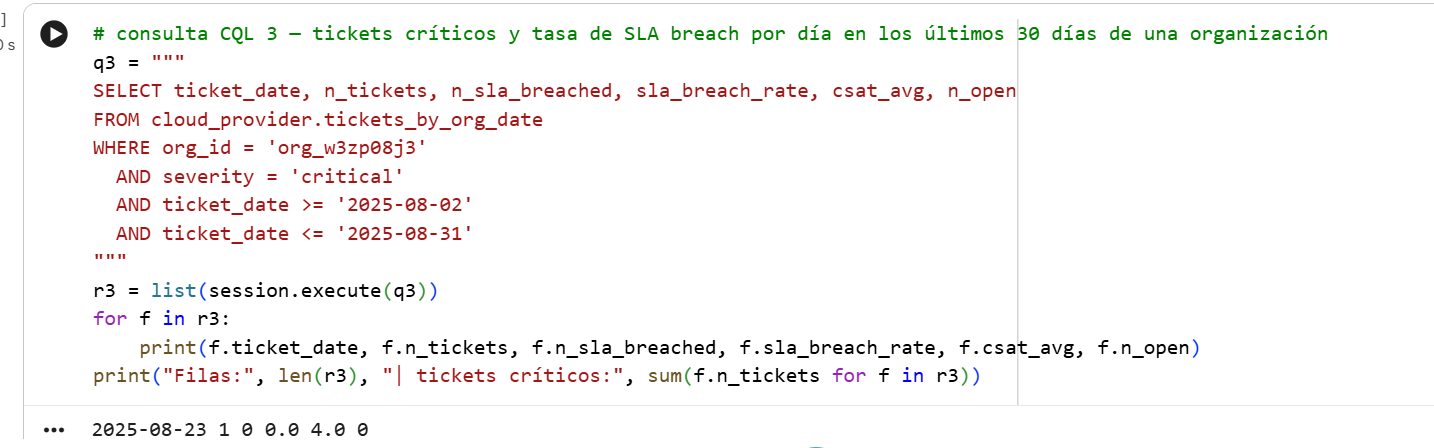 ]
0 s
# consulta CQL 3 — tickets críticos y tasa de SLA breach por día en los últimos 30 días de una organización
q3 = """
SELECT ticket_date, n_tickets, n_sla_breached, sla_breach_rate, csat_avg, n_open
FROM cloud_provider.tickets_by_org_date
WHERE org_id = 'org_w3zp08j3'
  AND severity = 'critical'
  AND ticket_date >= '2025-08-02'
  AND ticket_date <= '2025-08-31'
"""
r3 = list(session.execute(q3))
for f in r3:
    print(f.ticket_date, f.n_tickets, f.n_sla_breached, f.sla_breach_rate, f.csat_avg, f.n_open)
print("Filas:", len(r3), "| tickets críticos:", sum(f.n_tickets for f in r3))
2025-08-23 1 0 0.0 4.0 0